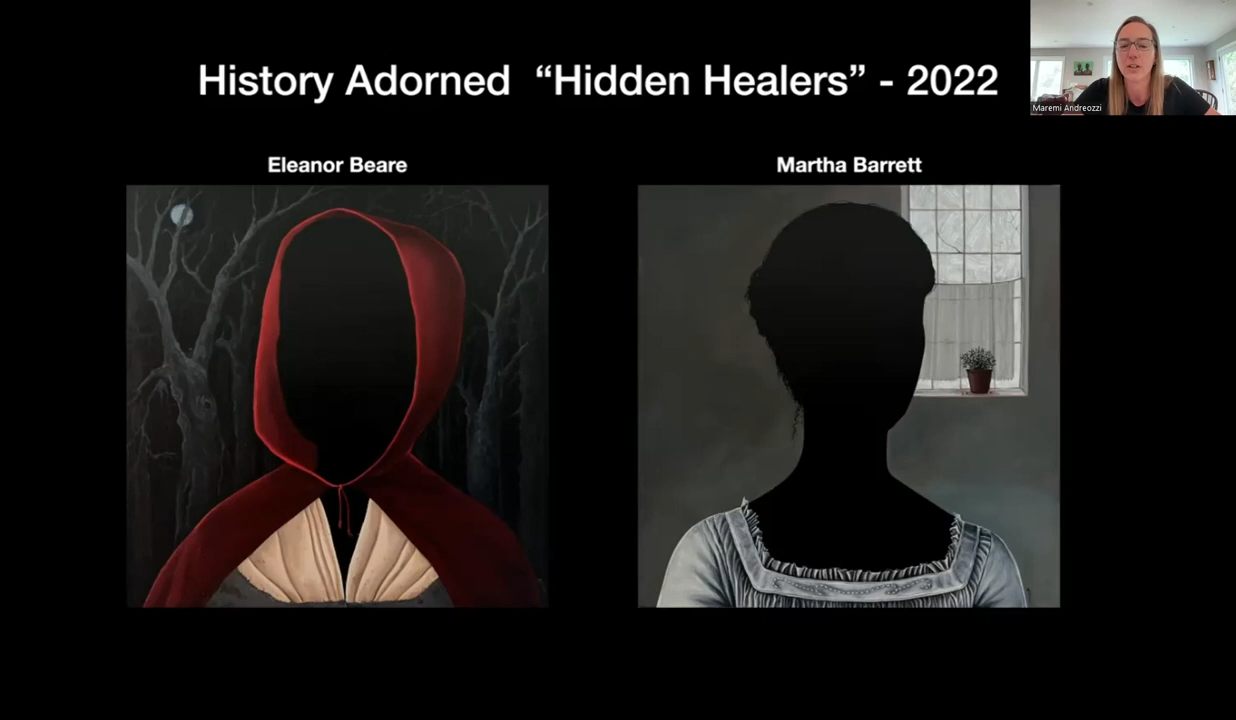 History Adorned “Hidden Healers” - 2022
Maremi Andreozzi
Eleanor Beare
Martha Barrett